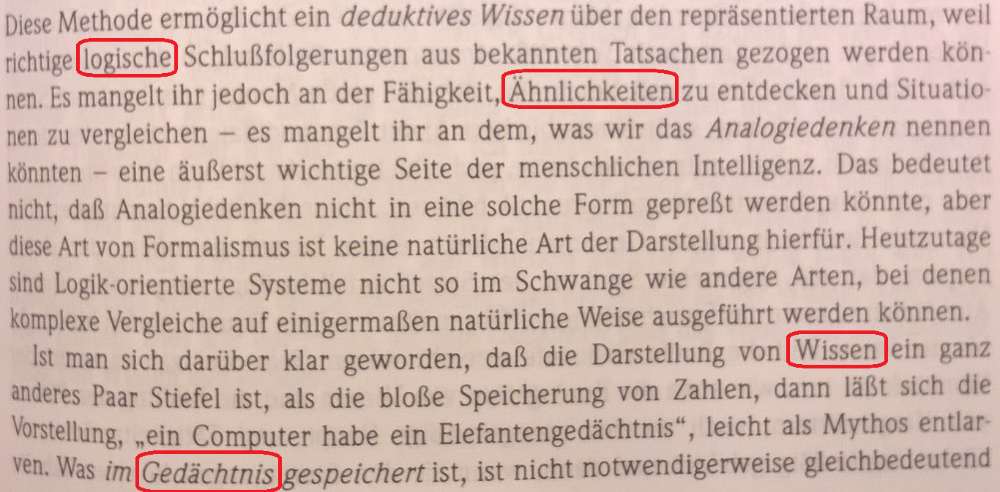 Diese Methode ermöglicht ein deduktives Wissen über den repräsentierten Raum, weil
richtige logische Schlußfolgerungen aus bekannten Tatsachen gezogen werden kön-
nen. Es mangelt ihr jedoch an der Fähigkeit, Ähnlichkeiten zu entdecken und Situatio-
nen zu vergleichen – es mangelt ihr an dem, was wir das Analogiedenken nennen
könnten – eine äußerst wichtige Seite der menschlichen Intelligenz. Das bedeutet
nicht, daß Analogiedenken nicht in eine solche Form gepreßt werden könnte, aber
diese Art von Formalismus ist keine natürliche Art der Darstellung hierfür. Heutzutage
sind Logik-orientierte Systeme nicht so im Schwange wie andere Arten, bei denen
komplexe Vergleiche auf einigermaßen natürliche Weise ausgeführt werden können.
Ist man sich darüber klar geworden, daß die Darstellung von Wissen ein ganz
anderes Paar Stiefel ist, als die bloße Speicherung von Zahlen, dann läßt sich die
Vorstellung, „ein Computer habe ein Elefantengedächtnis“, leicht als Mythos entlar-
ven. Was im Gedächtnis gespeichert ist, ist nicht notwendigerweise gleichbedeutend